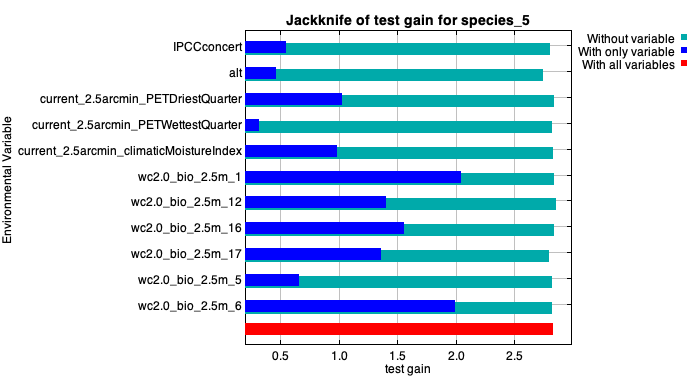 Jackknife of test gain for species_5
Without variable
With only variable
With all variables
Environmental Variable
IPCCconcert
alt
current_2.5arcmin_PETDriestQuarter
current_2.5arcmin_PETWettestQuarter
current_2.5arcmin_climaticMoistureIndex
wc2.0_bio_2.5m_1
wc2.0_bio_2.5m_12
wc2.0_bio_2.5m_16
wc2.0_bio_2.5m_17
wc2.0_bio_2.5m_5
wc2.0_bio_2.5m_6
0.5 1.0 1.5 2.0 2.5
test gain